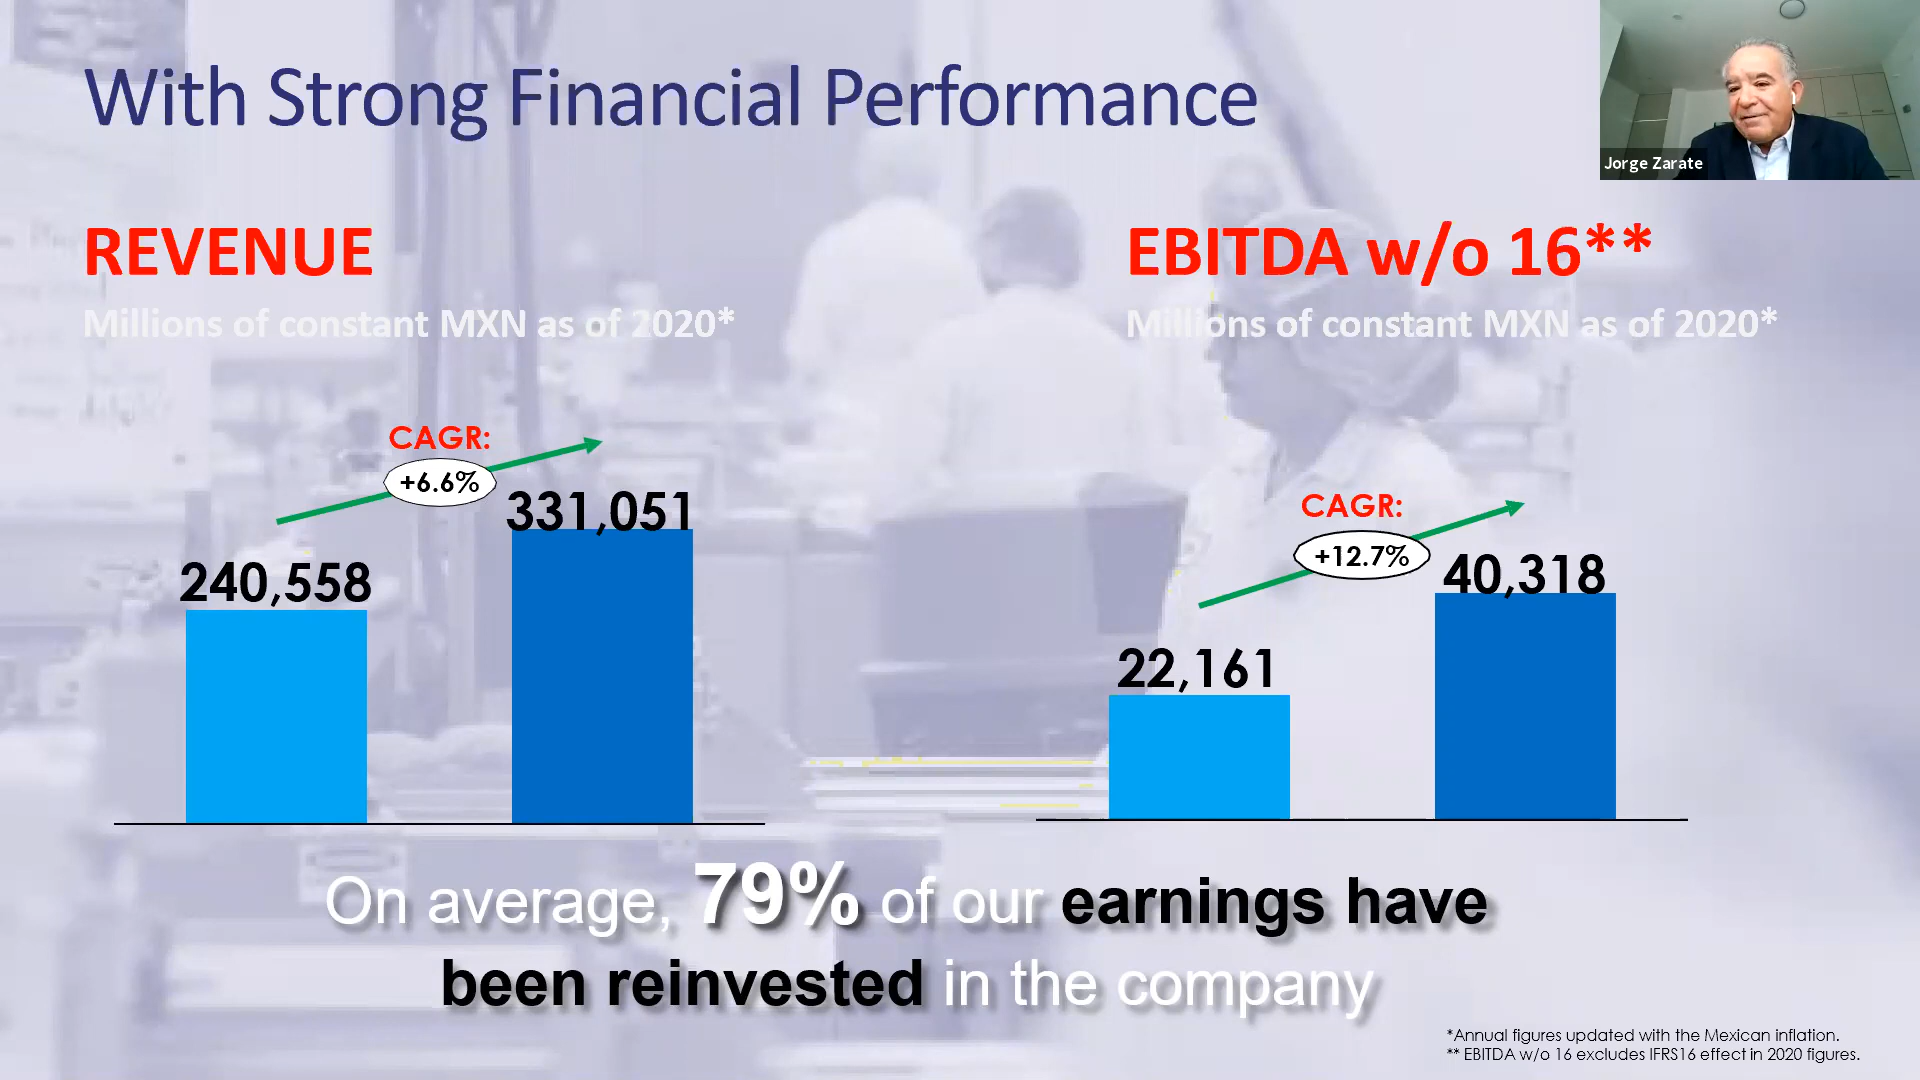 With Strong Financial Performance
Jorge Zarate
REVENUE
Millions of constant MXN as of 2020*
CAGR:
+6.6%
240,558
331,051
EBITDA w/o 16**
Millions of constant MXN as of 2020*
CAGR:
+12.7%
22,161
40,318
On average, 79% of our earnings have
been reinvested in the company
*Annual figures updated with the Mexican inflation.
** EBITDA w/o 16 excludes IFRS16 effect in 2020 figures.